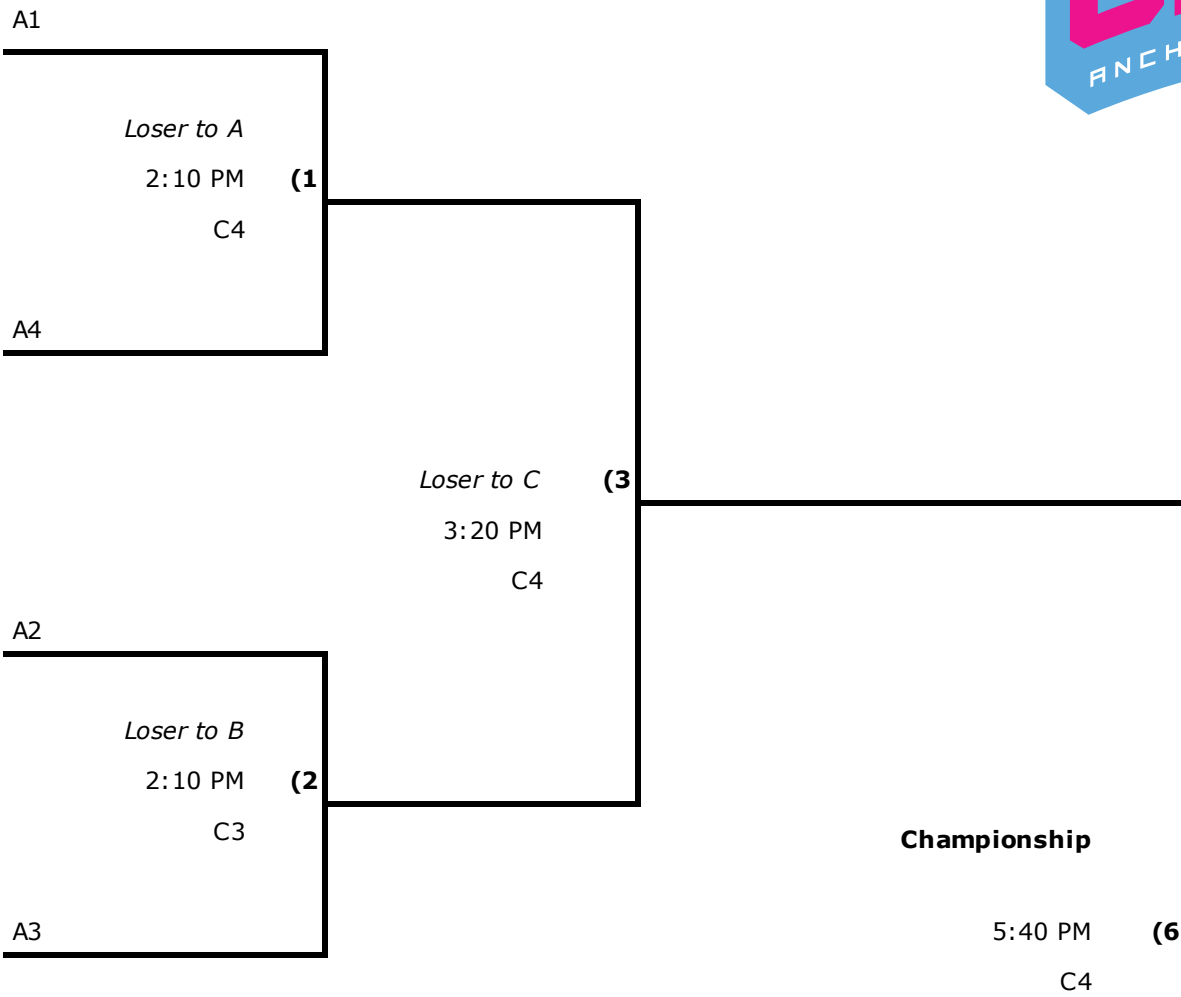 A1
Loser to A
2:10 PM (1
C4
A4
Loser to C (3
3:20 PM
C4
A2
Loser to B
2:10 PM (2
C3
Championship
A3
5:40 PM (6
C4